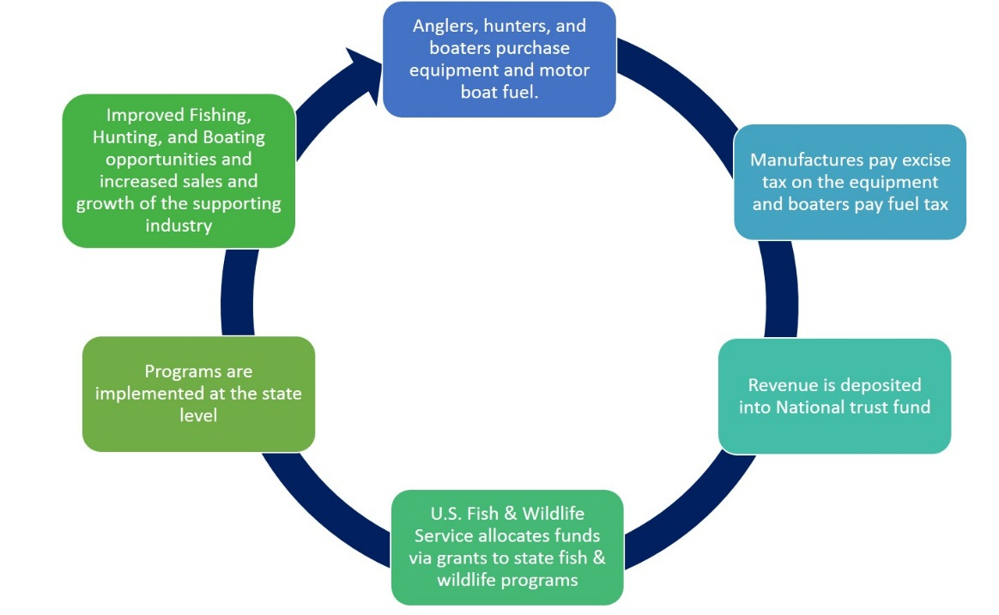 Anglers, hunters, and
boaters purchase
equipment and motor
boat fuel.
Manufactures pay excise
tax on the equipment
and boaters pay fuel tax
Revenue is deposited
into National trust fund
U.S. Fish & Wildlife
Service allocates funds
via grants to state fish &
wildlife programs
Programs are
implemented at the state
level
Improved Fishing,
Hunting, and Boating
opportunities and
increased sales and
growth of the supporting
industry